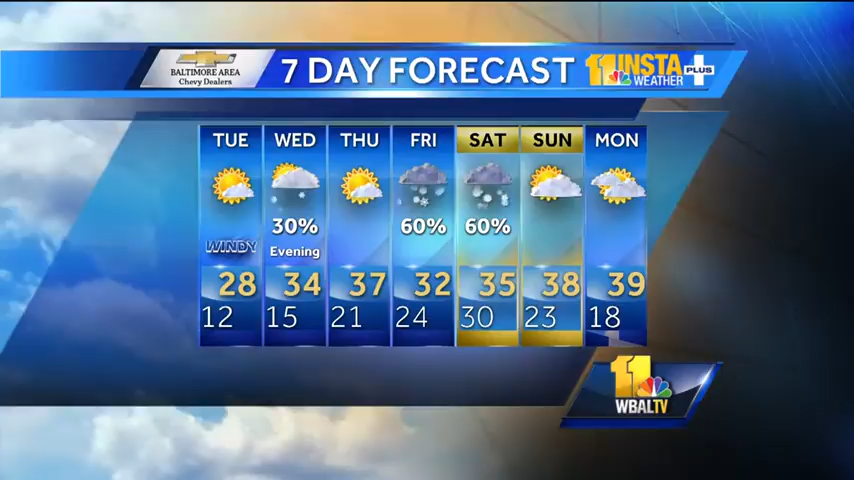 BALTIMORE AREA
Chevy Dealers
7 DAY FORECAST
11 INSTA
WEATHER PLUS
TUE WED THU FRI SAT SUN MON
30% 60% 60%
WINDY Evening
28 34 37 32 35 38 39
12 15 21 24 30 23 18
11
WBALTV